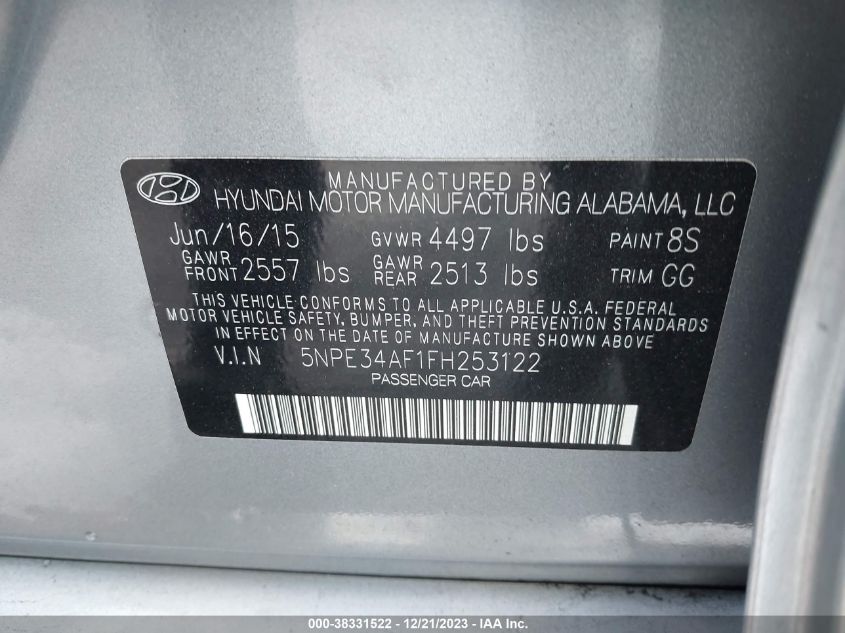 MANUFACTURED BY
HYUNDAI MOTOR MANUFACTURING ALABAMA, LLC
Jun/16/15 GVWR 4497 lbs PAINT 8S
GAWR FRONT 2557 lbs GAWR REAR 2513 lbs TRIM GG
THIS VEHICLE CONFORMS TO ALL APPLICABLE U.S.A. FEDERAL
MOTOR VEHICLE SAFETY, BUMPER, AND THEFT PREVENTION STANDARDS
IN EFFECT ON THE DATE OF MANUFACTURE SHOWN ABOVE.
V.I.N 5NPE34AF1FH253122
PASSENGER CAR
000-38331522 - 12/21/2023 - IAA Inc.